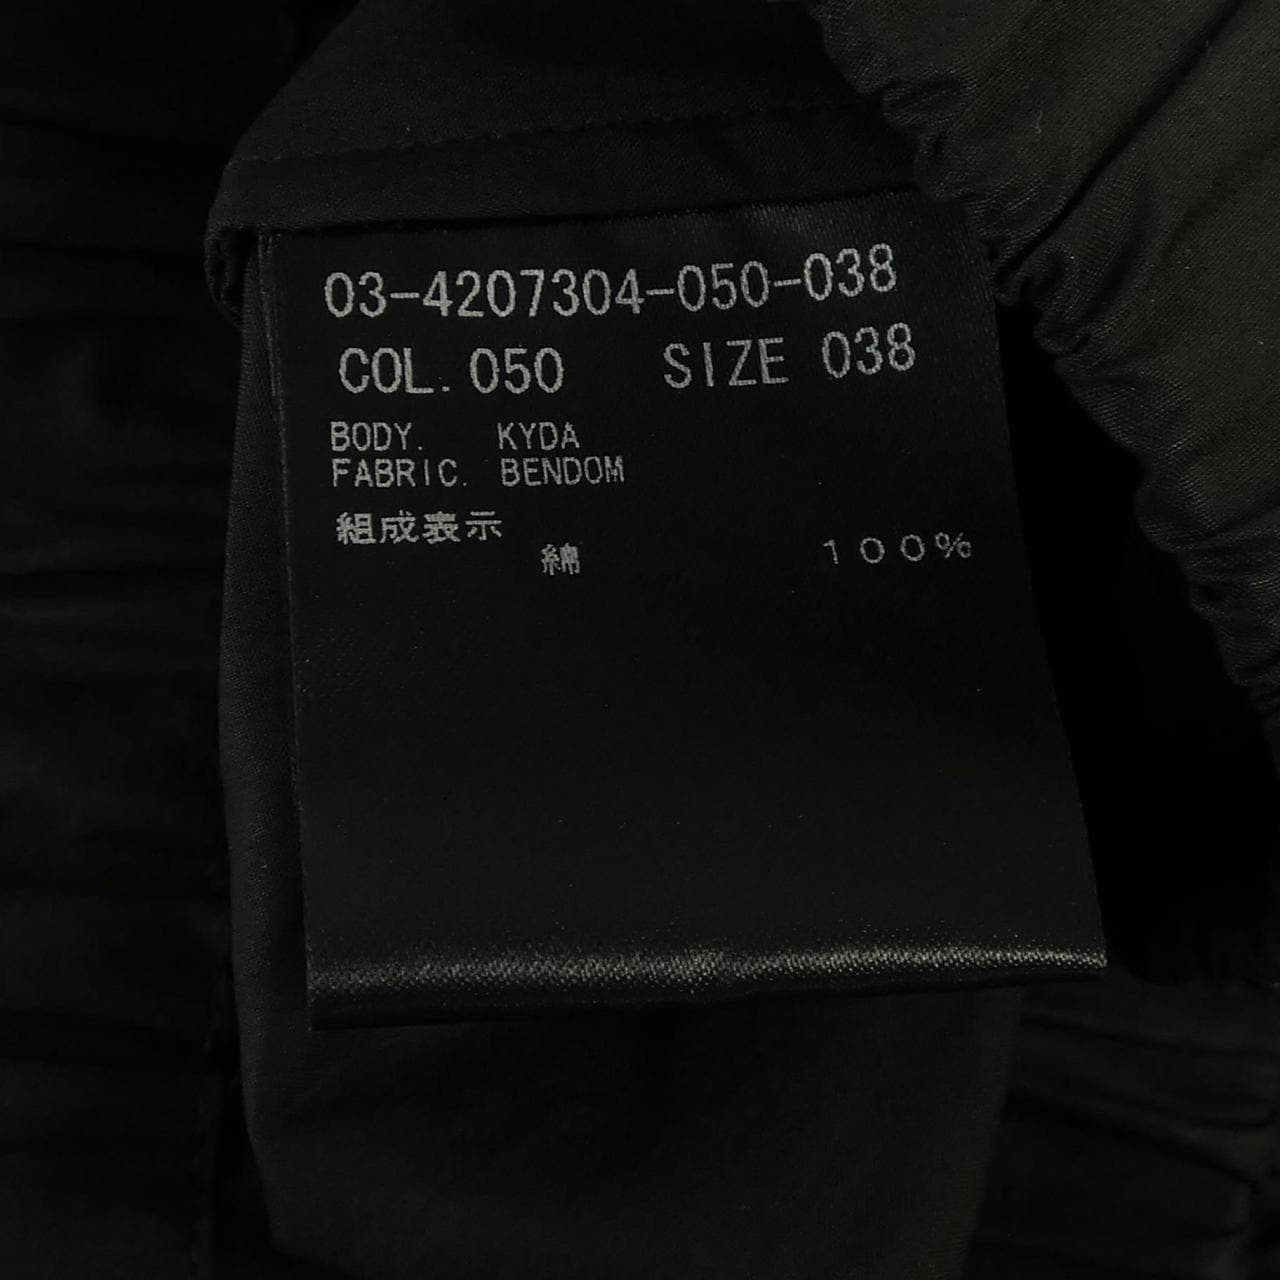 03-4207304-050-038
COL. 050 SIZE 038
BODY. KYDA
FABRIC. BENDOM
組成表示
綿 100%